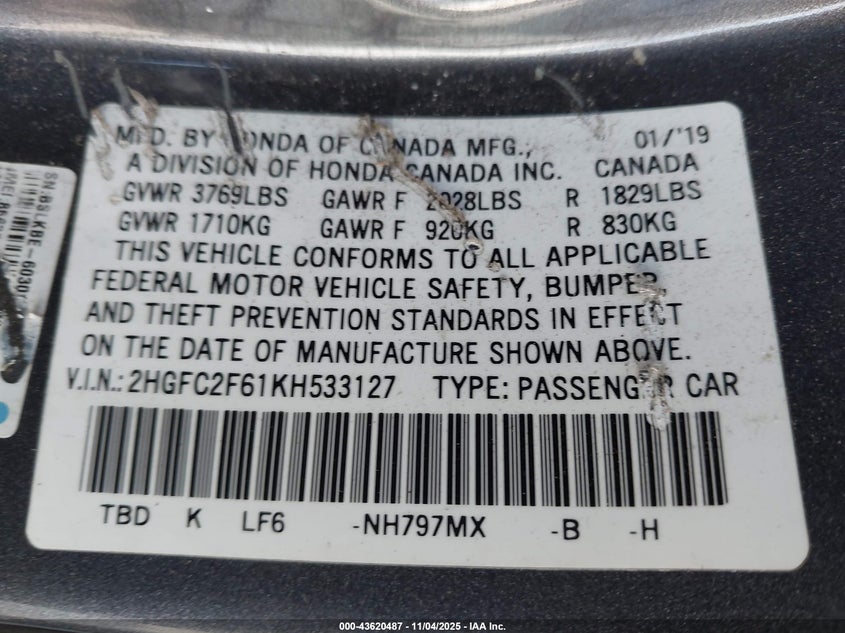 MFD. BY HONDA OF CANADA MFG., 01/'19
A DIVISION OF HONDA CANADA INC. CANADA
GVWR 3769LBS GAWR F 2028LBS R 1829LBS
GVWR 1710KG GAWR F 920KG R 830KG
THIS VEHICLE CONFORMS TO ALL APPLICABLE
FEDERAL MOTOR VEHICLE SAFETY, BUMPER,
AND THEFT PREVENTION STANDARDS IN EFFECT
ON THE DATE OF MANUFACTURE SHOWN ABOVE.
V.I.N.: 2HGFC2F61KH533127 TYPE: PASSENGER CAR
TBD K LF6 -NH797MX -B -H
000-43620487 - 11/04/2025 - IAA Inc.